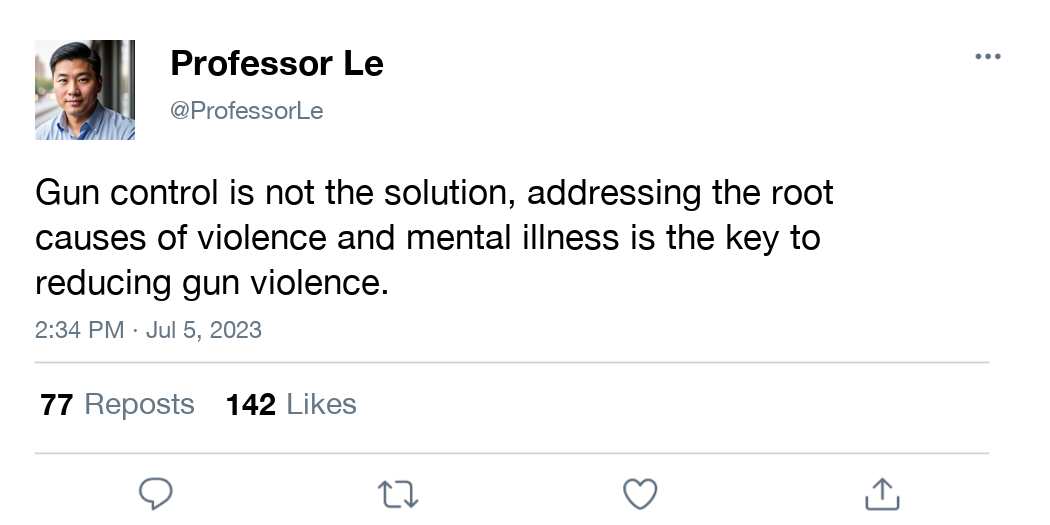 Professor Le
@ProfessorLe
Gun control is not the solution, addressing the root
causes of violence and mental illness is the key to
reducing gun violence.
2:34 PM · Jul 5, 2023
77 Reposts 142 Likes